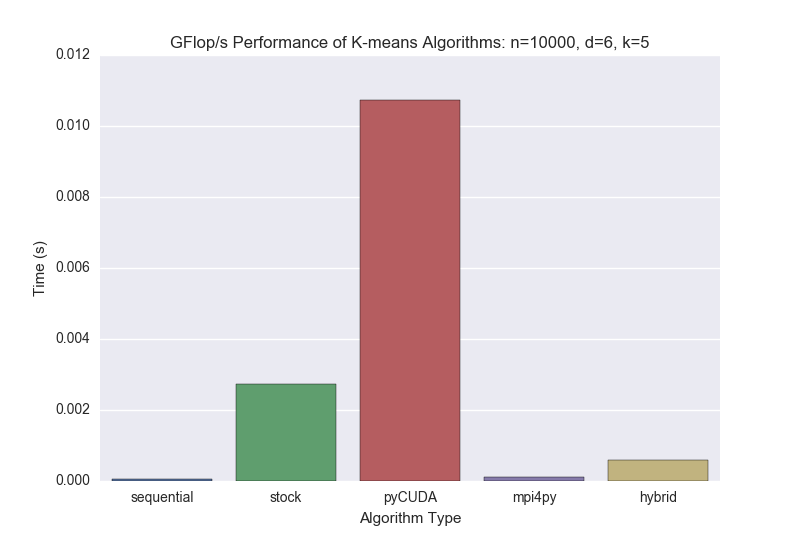 GFlop/s Performance of K-means Algorithms: n=10000, d=6, k=5
0.012
0.010
0.008
0.006
0.004
0.002
0.000
Time (s)
sequential stock pyCUDA mpi4py hybrid
Algorithm Type